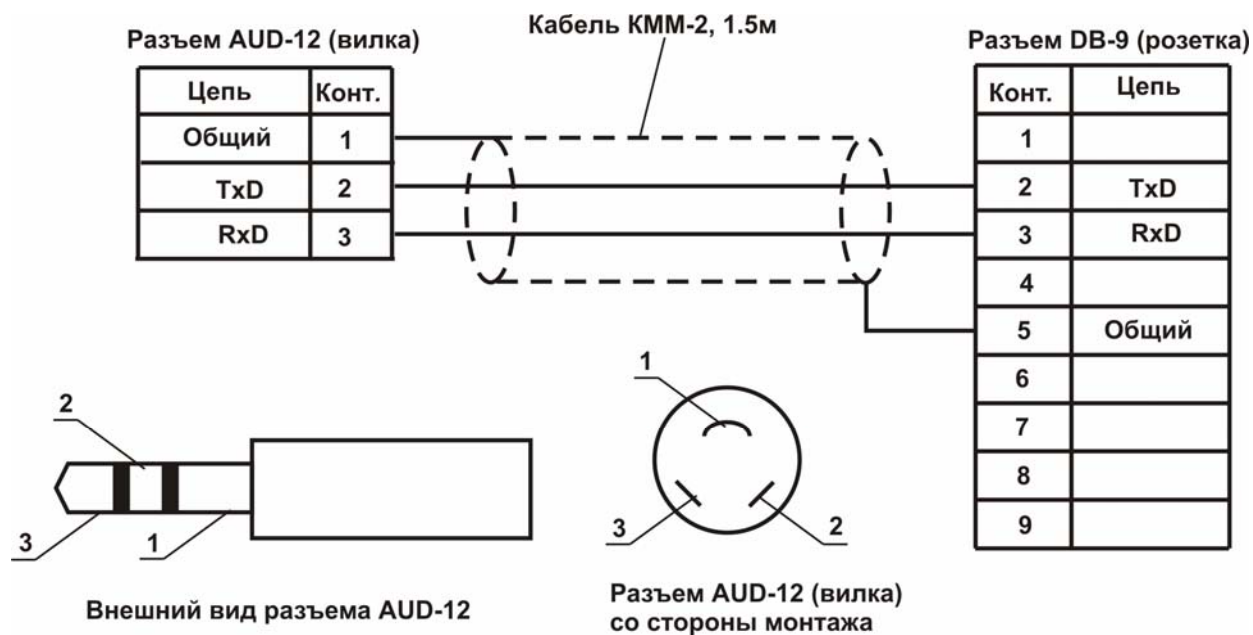 Кабель КММ-2, 1.5м
Разъем AUD-12 (вилка)
Цепь Конт.
Общий 1
TxD 2
RxD 3
Разъем DB-9 (розетка)
Конт. Цепь
1
2 TxD
3 RxD
4
5 Общий
6
7
8
9
2
3
1
Внешний вид разъема AUD-12
1
3
2
Разъем AUD-12 (вилка)
со стороны монтажа